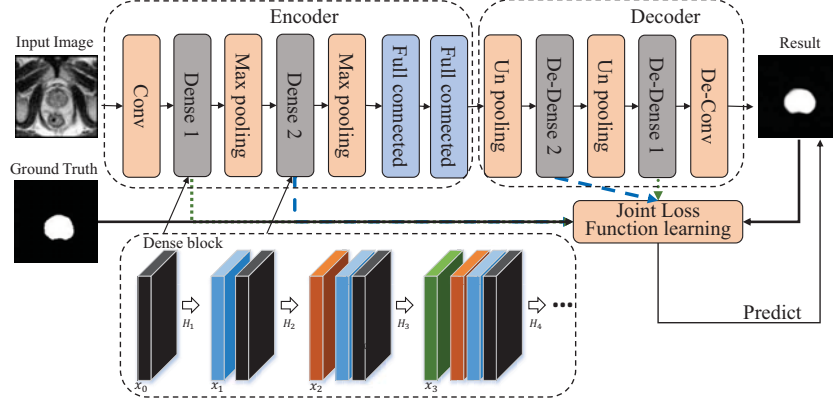 Encoder
Decoder
Input Image
Result
Conv
Dense 1
Max pooling
Dense 2
Max pooling
Full connected
Full connected
Un pooling
De-Dense 2
Un pooling
De-Dense 1
De-Conv
Ground Truth
Joint Loss
Function learning
Dense block
Predict
H₁
H₂
H₃
H₄
x₀
x₁
x₂
x₃